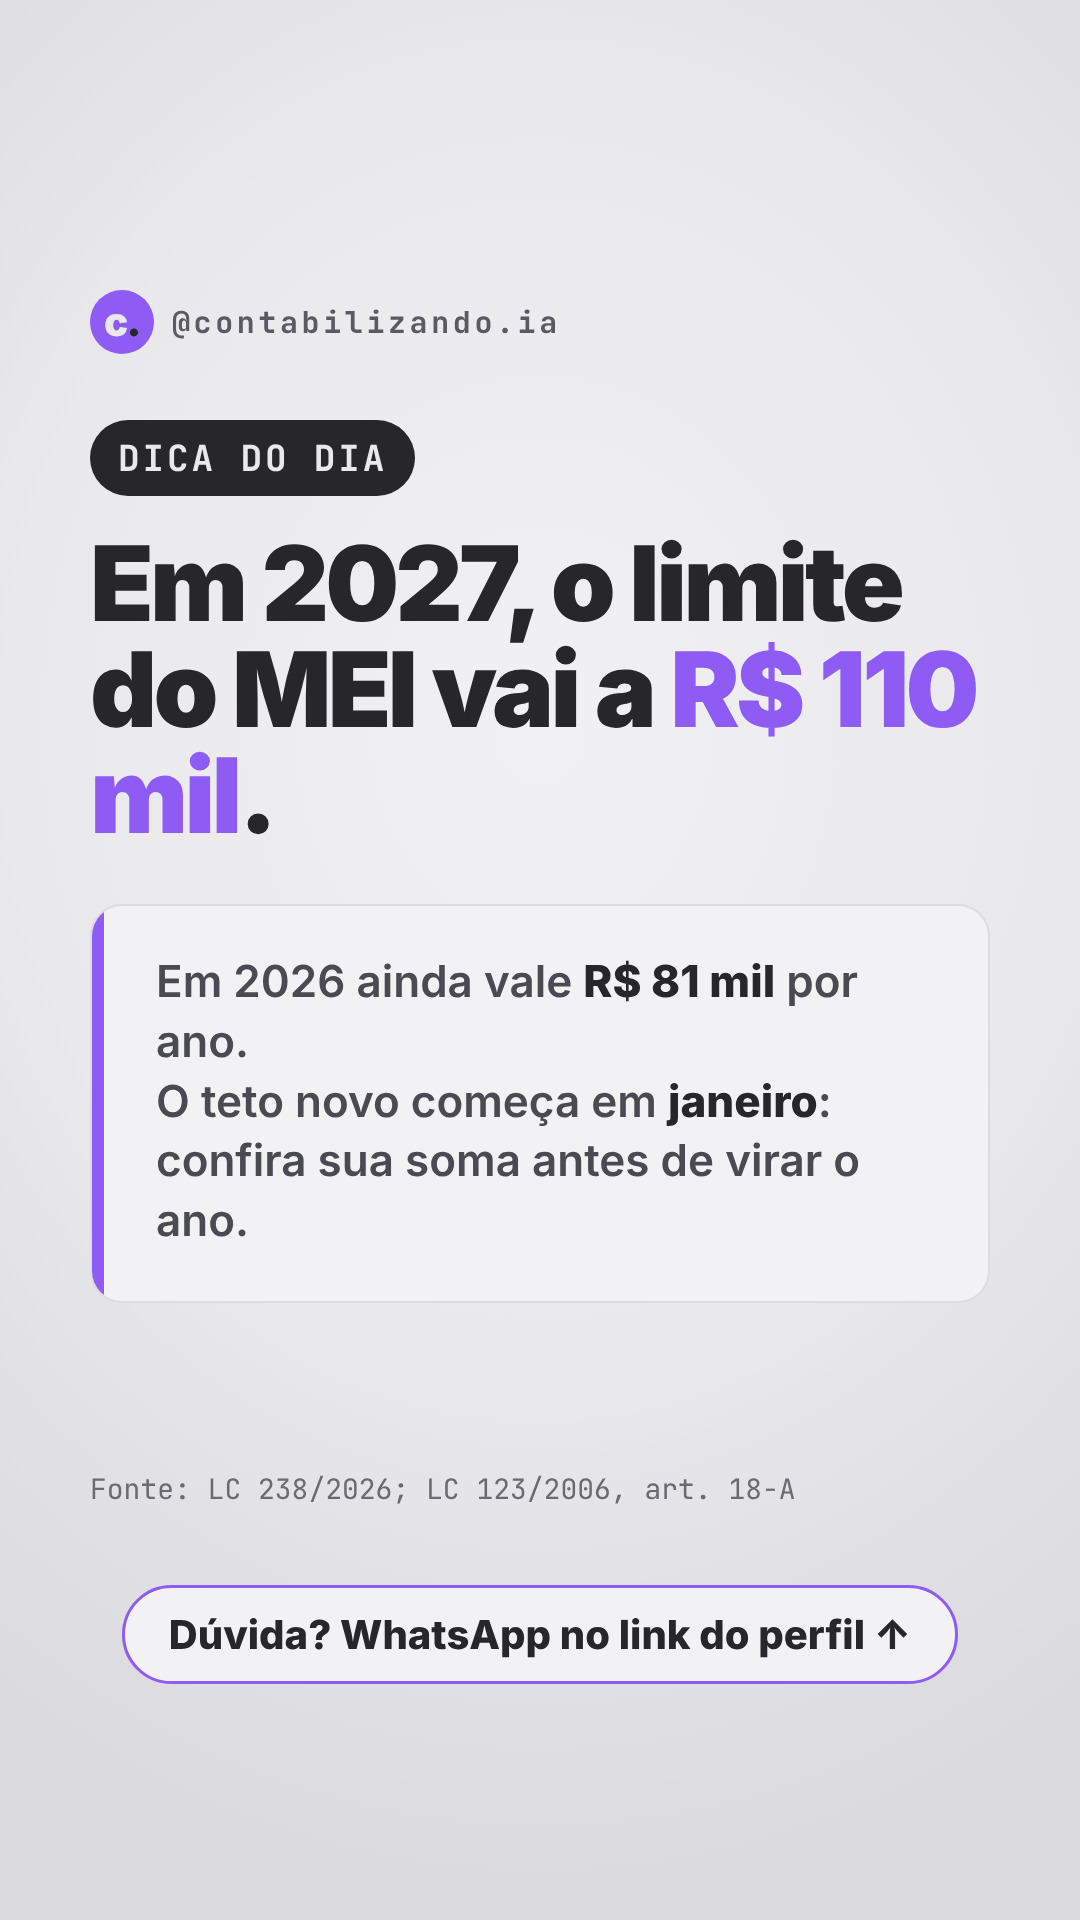 c.
@contabilizando.ia
DICA DO DIA
Em 2027, o limite
do MEI vai a R$ 110
mil.
Em 2026 ainda vale R$ 81 mil por
ano.
O teto novo começa em janeiro:
confira sua soma antes de virar o
ano.
Fonte: LC 238/2026; LC 123/2006, art. 18-A
Dúvida? WhatsApp no link do perfil ↑